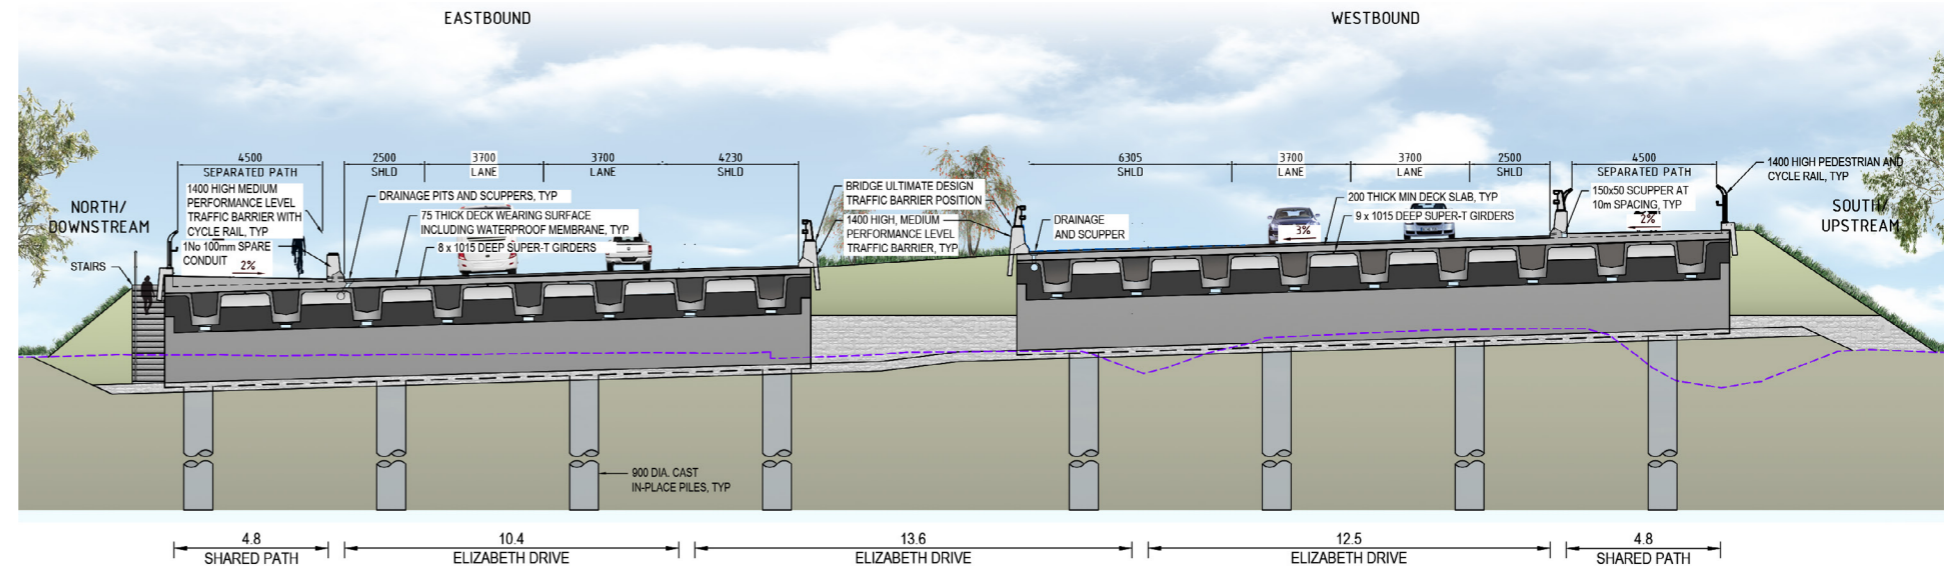 EASTBOUND
WESTBOUND
4500
SEPARATED PATH
2500
SHLD
3700
LANE
3700
LANE
4230
SHLD
6305
SHLD
3700
LANE
3700
LANE
2500
SHLD
4500
SEPARATED PATH
1400 HIGH MEDIUM
PERFORMANCE LEVEL
TRAFFIC BARRIER WITH
CYCLE RAIL, TYP
1No 100mm SPARE
CONDUIT
2%
NORTH/
DOWNSTREAM
STAIRS
DRAINAGE PITS AND SCUPPERS, TYP
75 THICK DECK WEARING SURFACE
INCLUDING WATERPROOF MEMBRANE, TYP
8 x 1015 DEEP SUPER-T GIRDERS
BRIDGE ULTIMATE DESIGN
TRAFFIC BARRIER POSITION
1400 HIGH, MEDIUM
PERFORMANCE LEVEL
TRAFFIC BARRIER, TYP
DRAINAGE
AND SCUPPER
3%
200 THICK MIN DECK SLAB, TYP
9 x 1015 DEEP SUPER-T GIRDERS
150x50 SCUPPER AT
10m SPACING, TYP
2%
1400 HIGH PEDESTRIAN AND
CYCLE RAIL, TYP
SOUTH/
UPSTREAM
900 DIA. CAST
IN-PLACE PILES, TYP
4.8
SHARED PATH
10.4
ELIZABETH DRIVE
13.6
ELIZABETH DRIVE
12.5
ELIZABETH DRIVE
4.8
SHARED PATH